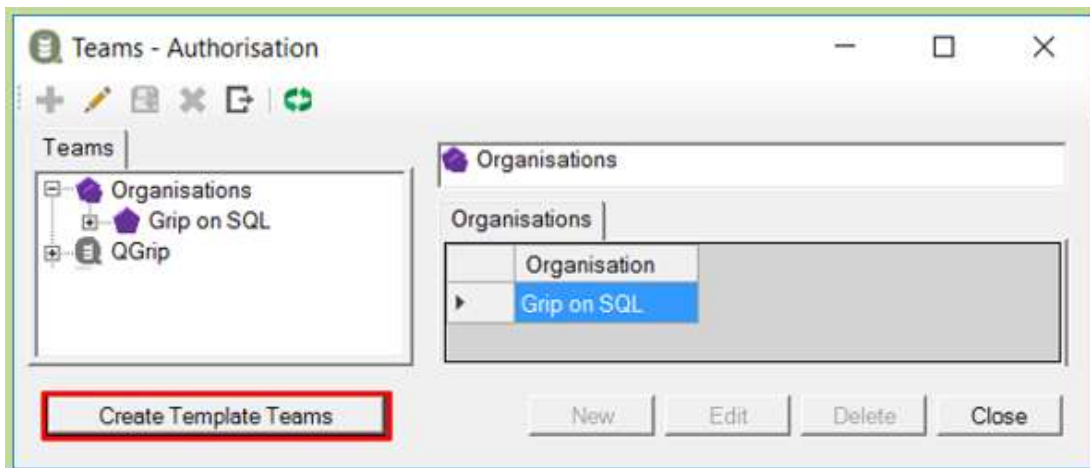 Teams - Authorisation
Teams
Organisations
Grip on SQL
QGrip
Organisations
Organisations
Organisation
Grip on SQL
Create Template Teams
New
Edit
Delete
Close